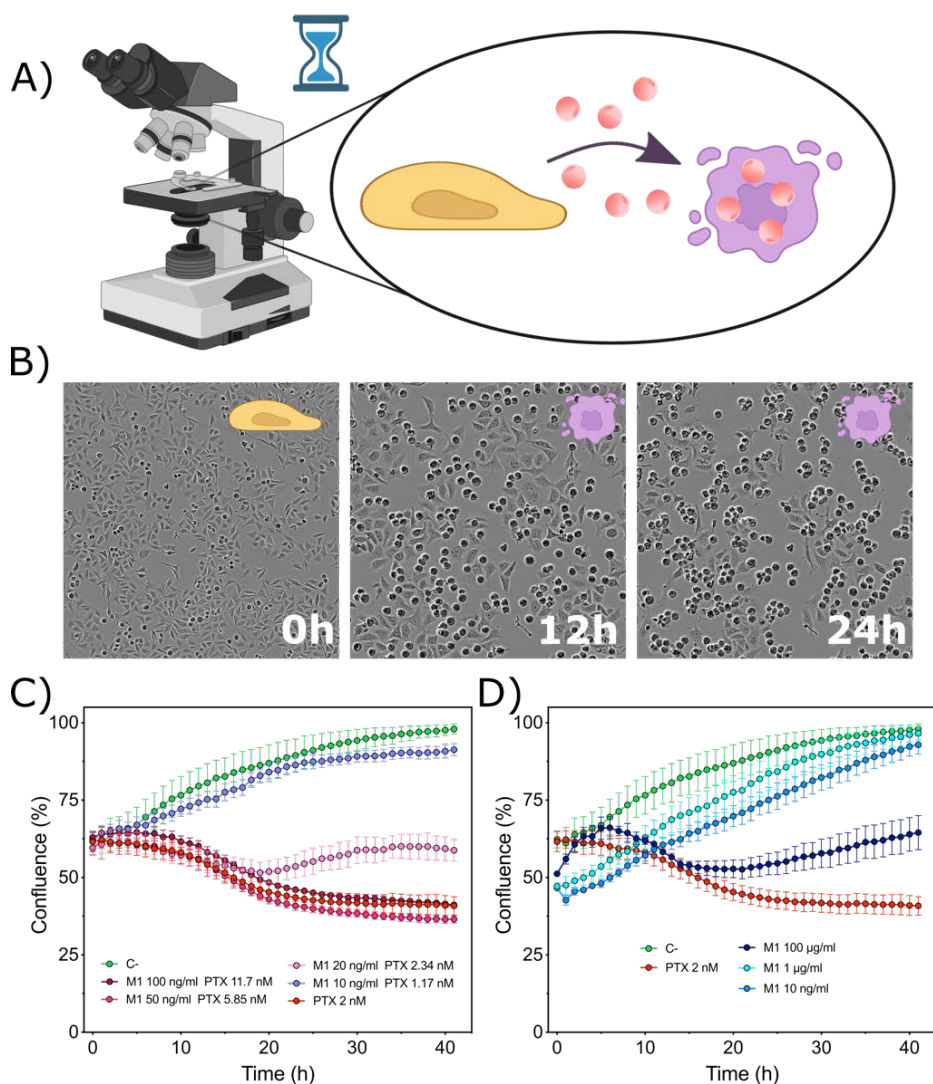 A)
B)
0h
12h
24h
C)
100
75
50
25
0
0
10
20
30
40
Confluence (%)
Time (h)
C-
M1 100 ng/ml PTX 11.7 nM
M1 50 ng/ml PTX 5.85 nM
M1 20 ng/ml PTX 2.34 nM
M1 10 ng/ml PTX 1.17 nM
PTX 2 nM
D)
100
75
50
25
0
0
10
20
30
40
Confluence (%)
Time (h)
C-
PTX 2 nM
M1 100 µg/ml
M1 1 µg/ml
M1 10 ng/ml